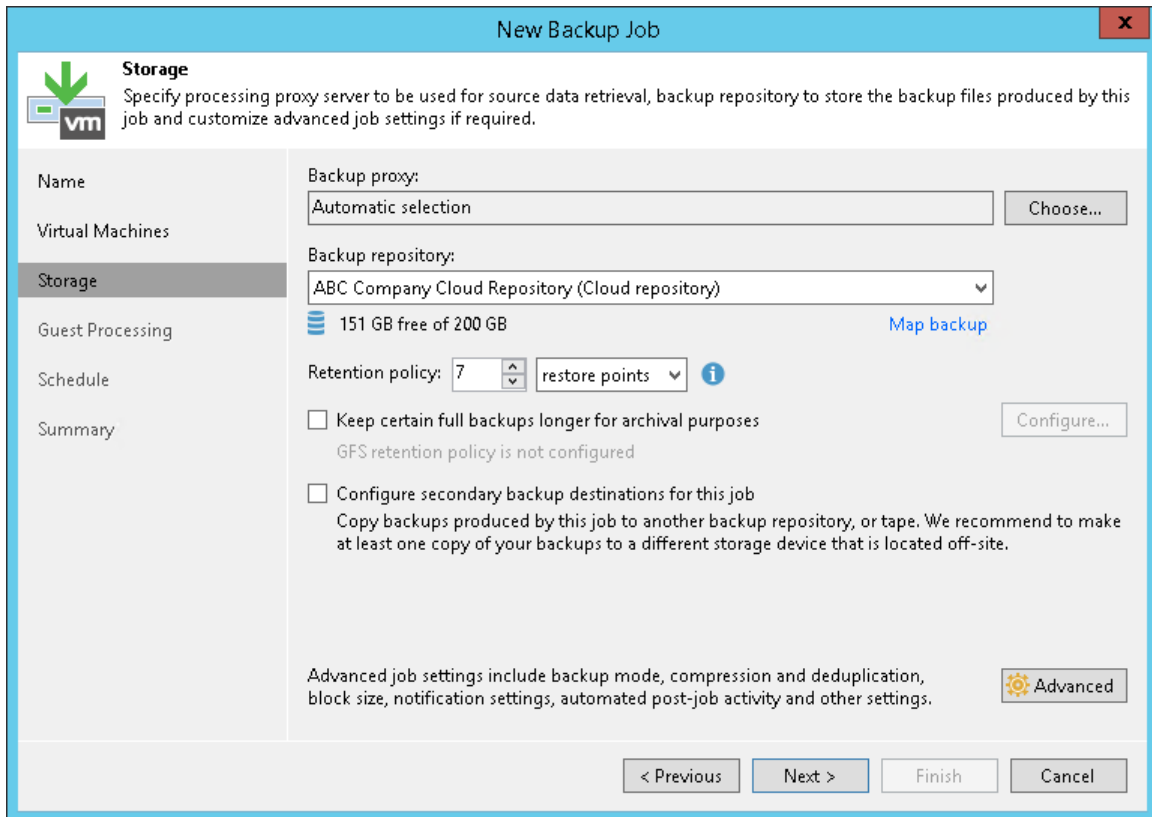 New Backup Job
x
Storage
Specify processing proxy server to be used for source data retrieval, backup repository to store the backup files produced by this
job and customize advanced job settings if required.
vm
Name
Virtual Machines
Storage
Guest Processing
Schedule
Summary
Backup proxy:
Automatic selection
Choose...
Backup repository:
ABC Company Cloud Repository (Cloud repository)
151 GB free of 200 GB
Map backup
Retention policy: 7 restore points i
Keep certain full backups longer for archival purposes
Configure...
GFS retention policy is not configured
Configure secondary backup destinations for this job
Copy backups produced by this job to another backup repository, or tape. We recommend to make
at least one copy of your backups to a different storage device that is located off-site.
Advanced job settings include backup mode, compression and deduplication,
block size, notification settings, automated post-job activity and other settings.
Advanced
< Previous
Next >
Finish
Cancel